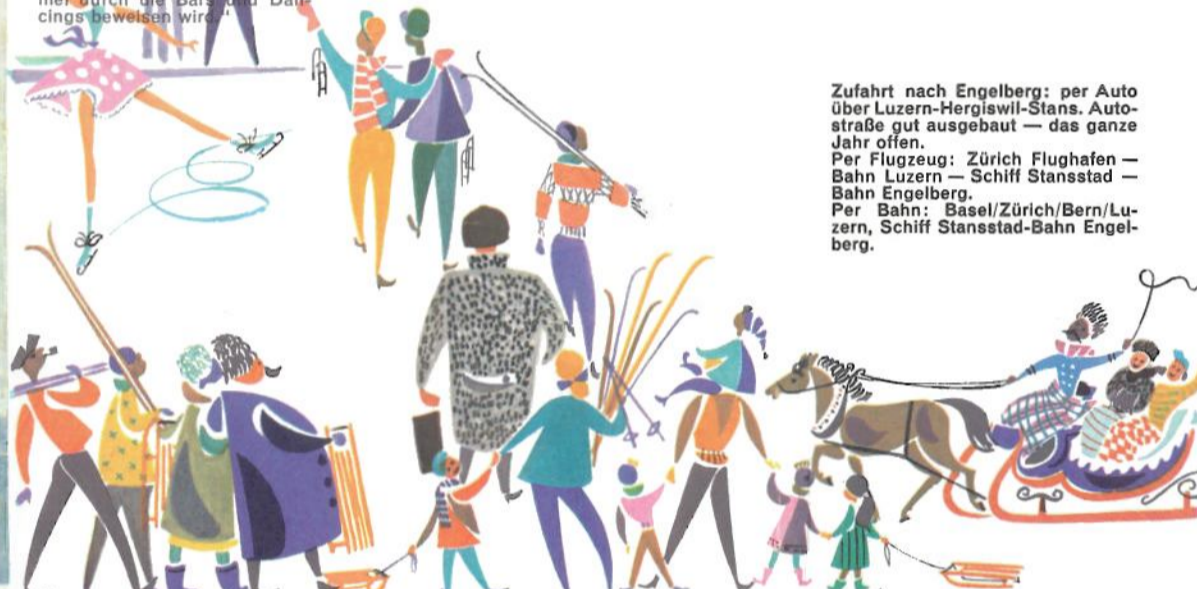 mer durch die Bars und Dan-
cings beweisen wird."
Zufahrt nach Engelberg: per Auto
über Luzern-Hergiswil-Stans. Auto-
straße gut ausgebaut — das ganze
Jahr offen.
Per Flugzeug: Zürich Flughafen —
Bahn Luzern — Schiff Stansstad —
Bahn Engelberg.
Per Bahn: Basel/Zürich/Bern/Lu-
zern, Schiff Stansstad-Bahn Engel-
berg.